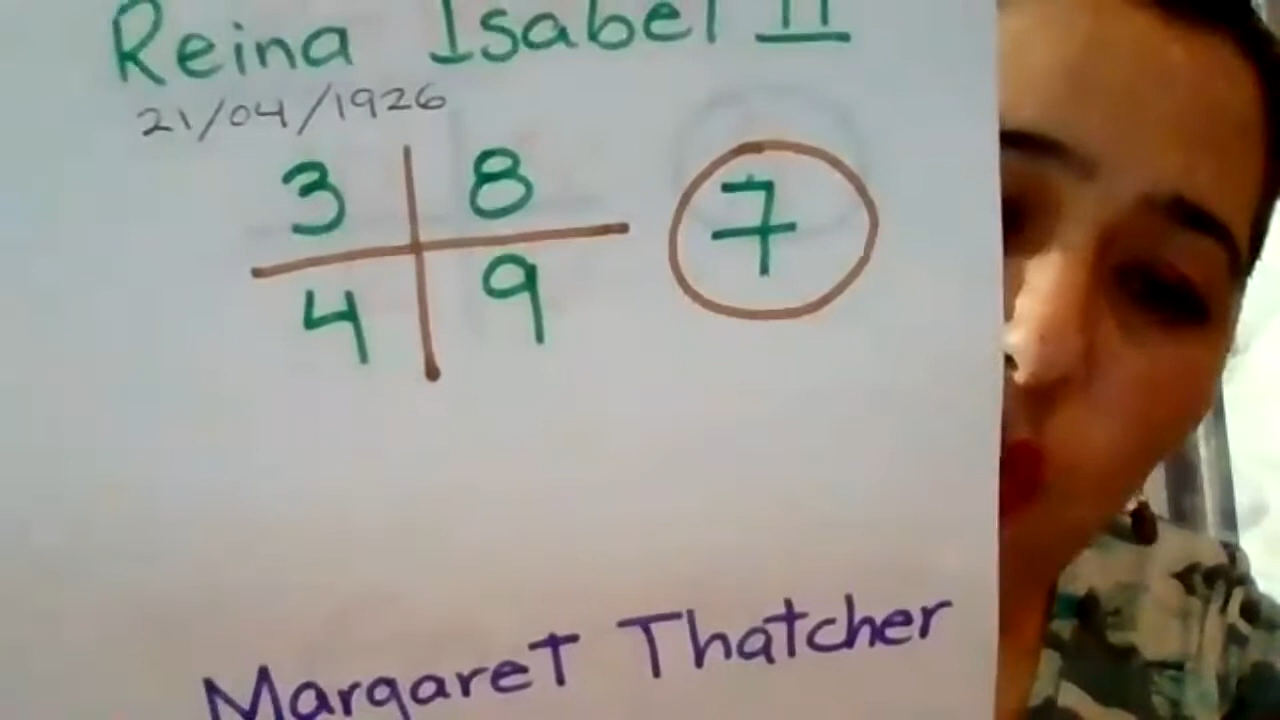 Reina Isabel II
21/04/1926
3 8 7
4 9
Margaret Thatcher